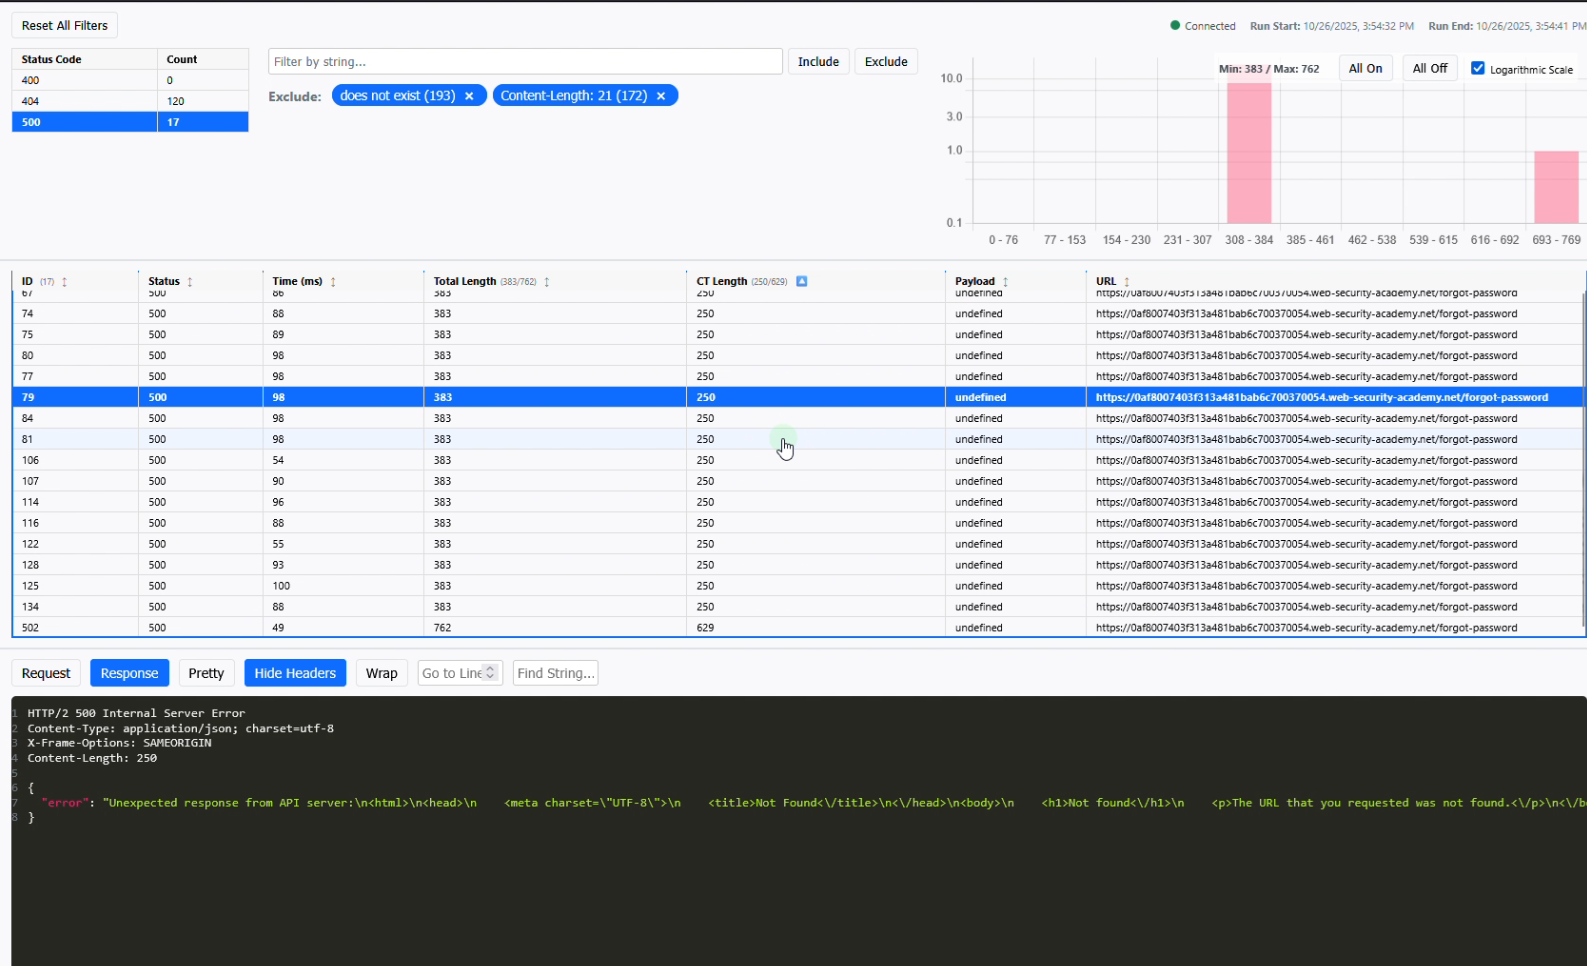 Reset All Filters
Connected Run Start: 10/26/2025, 3:54:32 PM Run End: 10/26/2025, 3:54:41 PM
Status Code Count
400 0
404 120
500 17
Filter by string... Include Exclude
Exclude: does not exist (193) × Content-Length: 21 (172) ×
Min: 383 / Max: 762 All On All Off Logarithmic Scale
10.0
3.0
1.0
0.1
0 - 76 77 - 153 154 - 230 231 - 307 308 - 384 385 - 461 462 - 538 539 - 615 616 - 692 693 - 769
ID (17) Status Time (ms) Total Length (383/762) CT Length (250/629) Payload URL
67 500 86 383 250 undefined https://0af8007403f313a481bab6c700370054.web-security-academy.net/forgot-password
74 500 88 383 250 undefined https://0af8007403f313a481bab6c700370054.web-security-academy.net/forgot-password
75 500 89 383 250 undefined https://0af8007403f313a481bab6c700370054.web-security-academy.net/forgot-password
80 500 98 383 250 undefined https://0af8007403f313a481bab6c700370054.web-security-academy.net/forgot-password
77 500 98 383 250 undefined https://0af8007403f313a481bab6c700370054.web-security-academy.net/forgot-password
79 500 98 383 250 undefined https://0af8007403f313a481bab6c700370054.web-security-academy.net/forgot-password
84 500 98 383 250 undefined https://0af8007403f313a481bab6c700370054.web-security-academy.net/forgot-password
81 500 98 383 250 undefined https://0af8007403f313a481bab6c700370054.web-security-academy.net/forgot-password
106 500 54 383 250 undefined https://0af8007403f313a481bab6c700370054.web-security-academy.net/forgot-password
107 500 90 383 250 undefined https://0af8007403f313a481bab6c700370054.web-security-academy.net/forgot-password
114 500 96 383 250 undefined https://0af8007403f313a481bab6c700370054.web-security-academy.net/forgot-password
116 500 88 383 250 undefined https://0af8007403f313a481bab6c700370054.web-security-academy.net/forgot-password
122 500 55 383 250 undefined https://0af8007403f313a481bab6c700370054.web-security-academy.net/forgot-password
128 500 93 383 250 undefined https://0af8007403f313a481bab6c700370054.web-security-academy.net/forgot-password
125 500 100 383 250 undefined https://0af8007403f313a481bab6c700370054.web-security-academy.net/forgot-password
134 500 88 383 250 undefined https://0af8007403f313a481bab6c700370054.web-security-academy.net/forgot-password
502 500 49 762 629 undefined https://0af8007403f313a481bab6c700370054.web-security-academy.net/forgot-password
Request Response Pretty Hide Headers Wrap Go to Line Find String...
1 HTTP/2 500 Internal Server Error
2 Content-Type: application/json; charset=utf-8
3 X-Frame-Options: SAMEORIGIN
4 Content-Length: 250
5
6 {
7 "error": "Unexpected response from API server:\n<html>\n<head>\n    <meta charset=\"UTF-8\">\n    <title>Not Found<\/title>\n<\/head>\n<body>\n    <h1>Not found<\/h1>\n    <p>The URL that you requested was not found.<\/p>\n<\/b
8 }